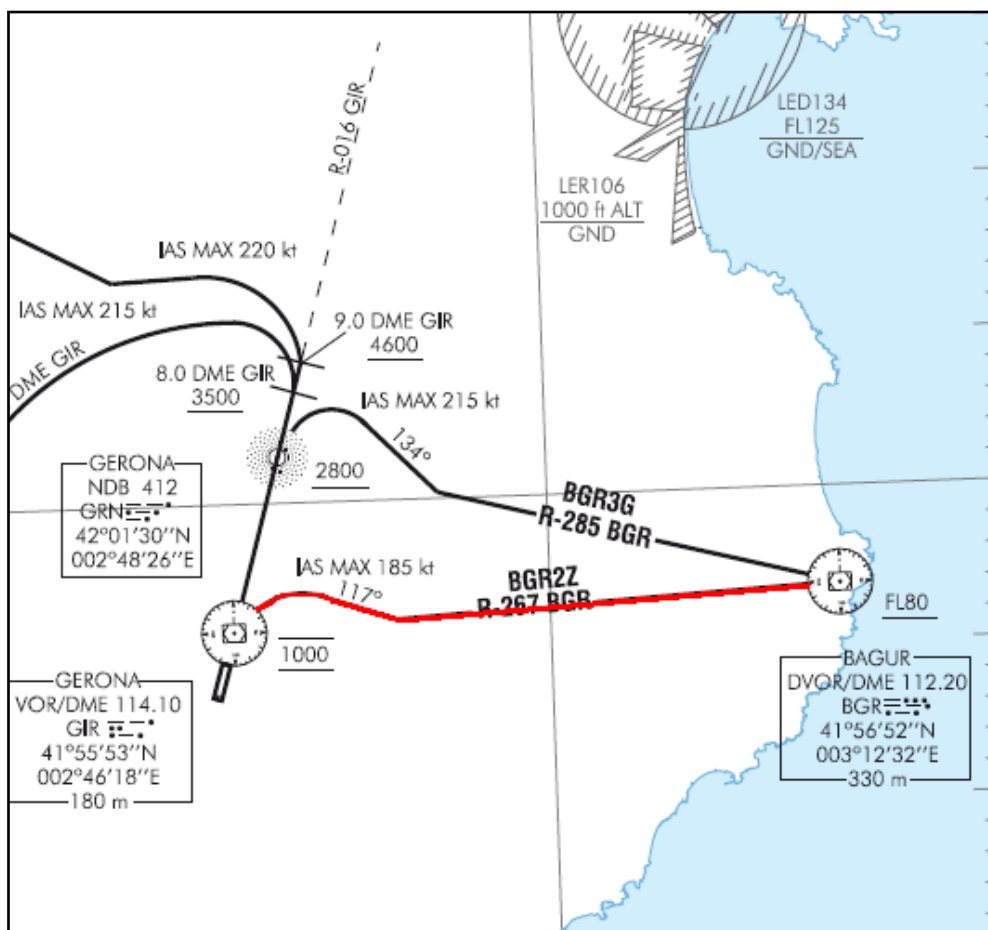 R-016 GIR
LED134
FL125
GND/SEA
LER106
1000 ft ALT
GND
IAS MAX 220 kt
IAS MAX 215 kt
DME GIR
9.0 DME GIR
4600
8.0 DME GIR
3500
IAS MAX 215 kt
134°
2800
GERONA
NDB 412
GRN
42°01'30''N
002°48'26''E
BGR3G
R-285 BGR
IAS MAX 185 kt
117°
BGR2Z
R-267 BGR
1000
FL80
GERONA
VOR/DME 114.10
GIR
41°55'53''N
002°46'18''E
180 m
BAGUR
DVOR/DME 112.20
BGR
41°56'52''N
003°12'32''E
330 m